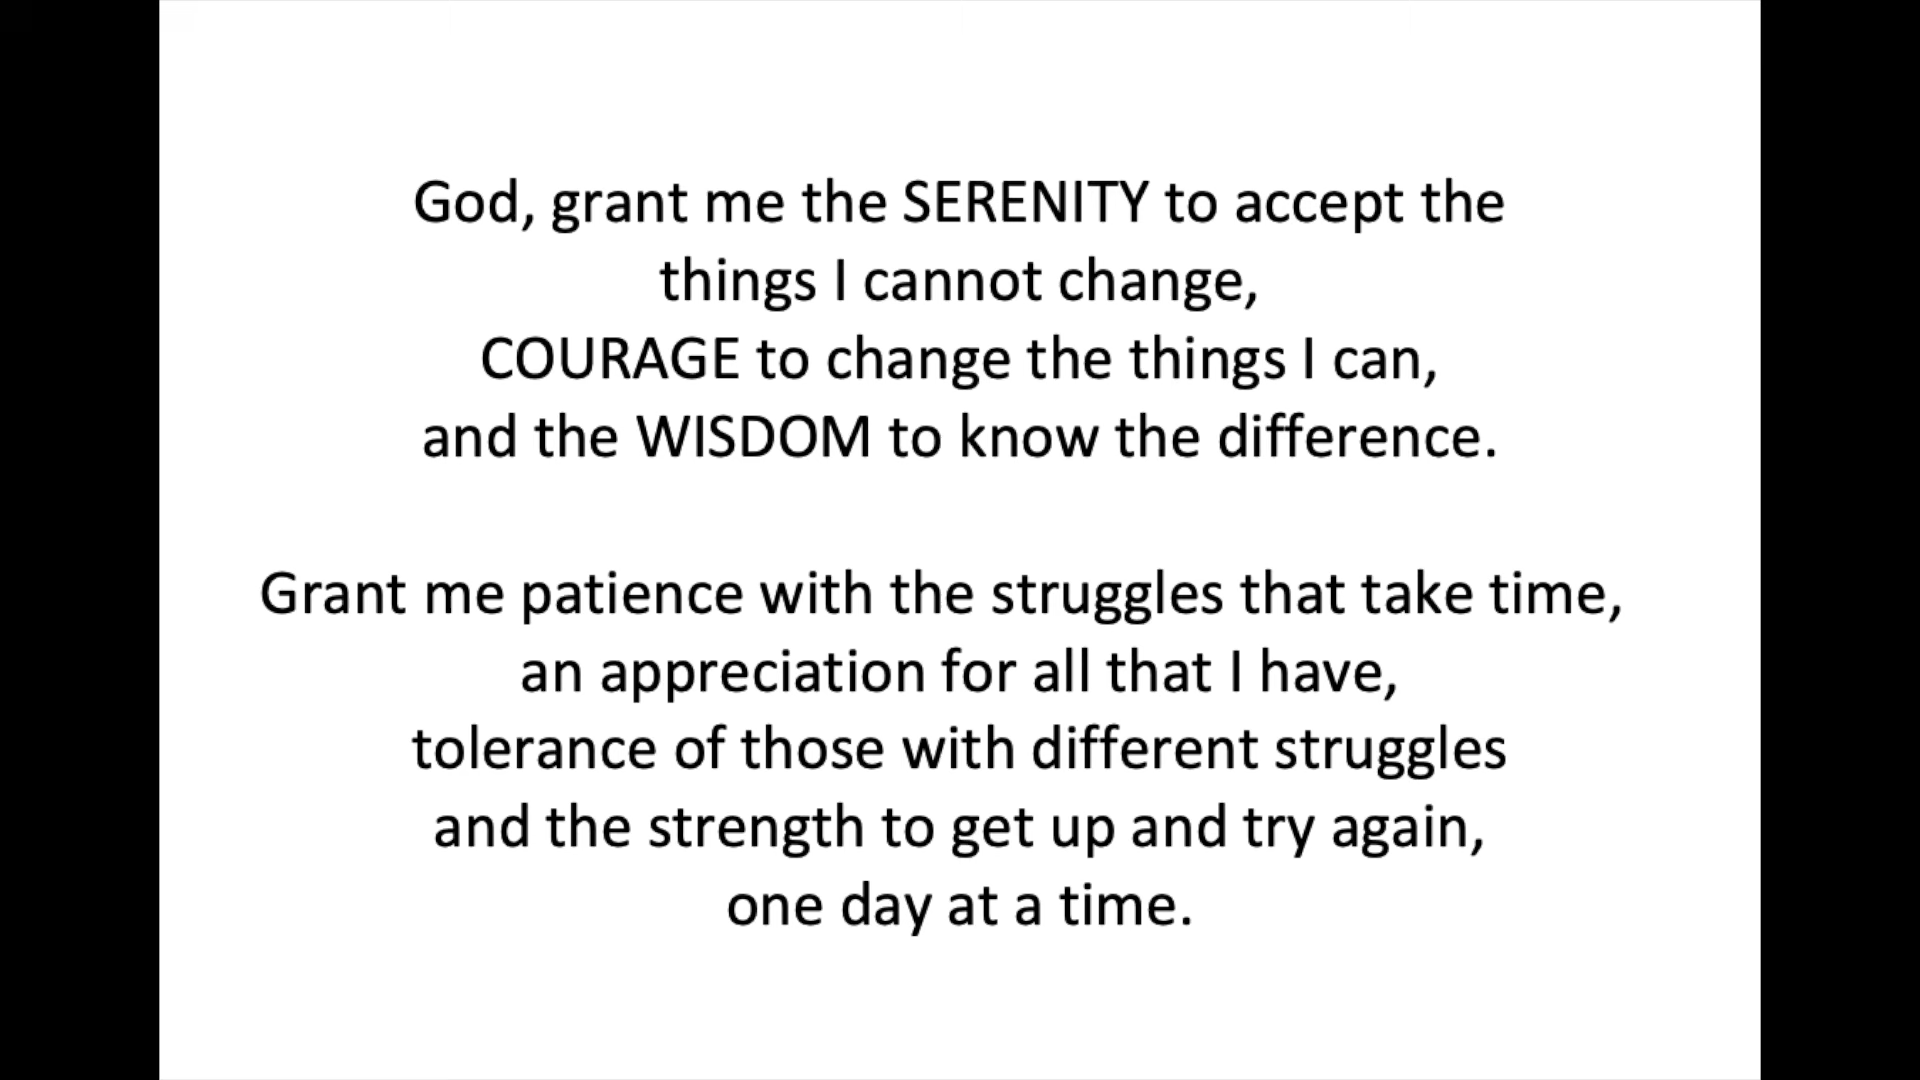 God, grant me the SERENITY to accept the
things I cannot change,
COURAGE to change the things I can,
and the WISDOM to know the difference.
Grant me patience with the struggles that take time,
an appreciation for all that I have,
tolerance of those with different struggles
and the strength to get up and try again,
one day at a time.